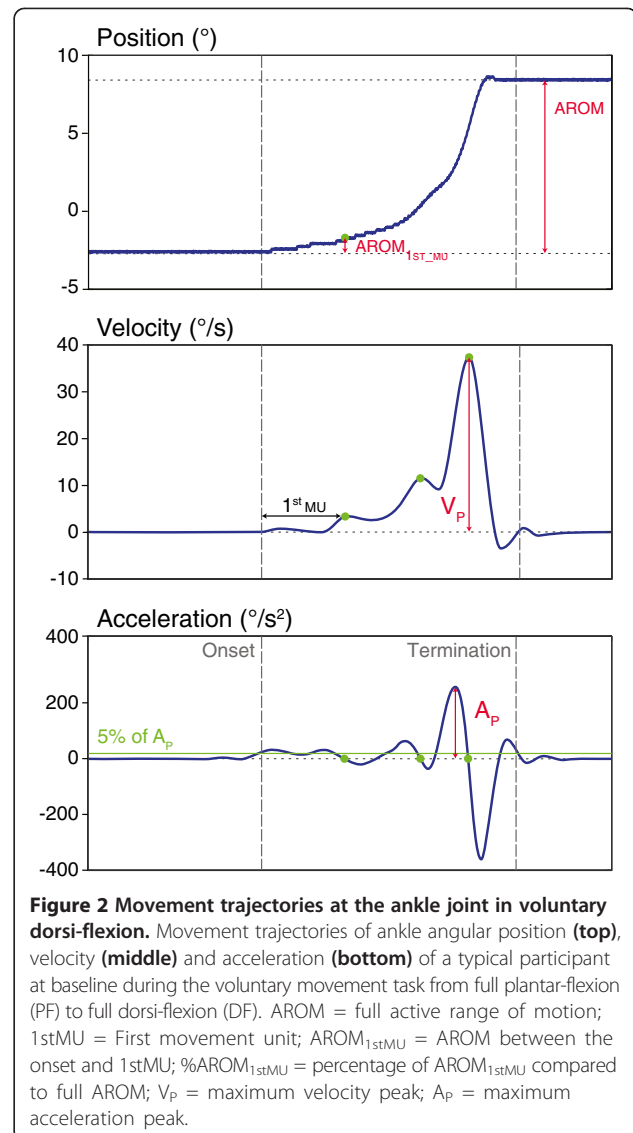 Position (°)
10
5
0
-5
AROM
AROM1ST_MU
Velocity (°/s)
40
30
20
10
0
-10
1st MU
VP
Acceleration (°/s2)
400
200
0
-200
-400
Onset
Termination
5% of AP
AP
Figure 2 Movement trajectories at the ankle joint in voluntary
dorsi-flexion. Movement trajectories of ankle angular position (top),
velocity (middle) and acceleration (bottom) of a typical participant
at baseline during the voluntary movement task from full plantar-flexion
(PF) to full dorsi-flexion (DF). AROM = full active range of motion;
1stMU = First movement unit; AROM1stMU = AROM between the
onset and 1stMU; %AROM1stMU = percentage of AROM1stMU compared
to full AROM; VP = maximum velocity peak; AP = maximum
acceleration peak.